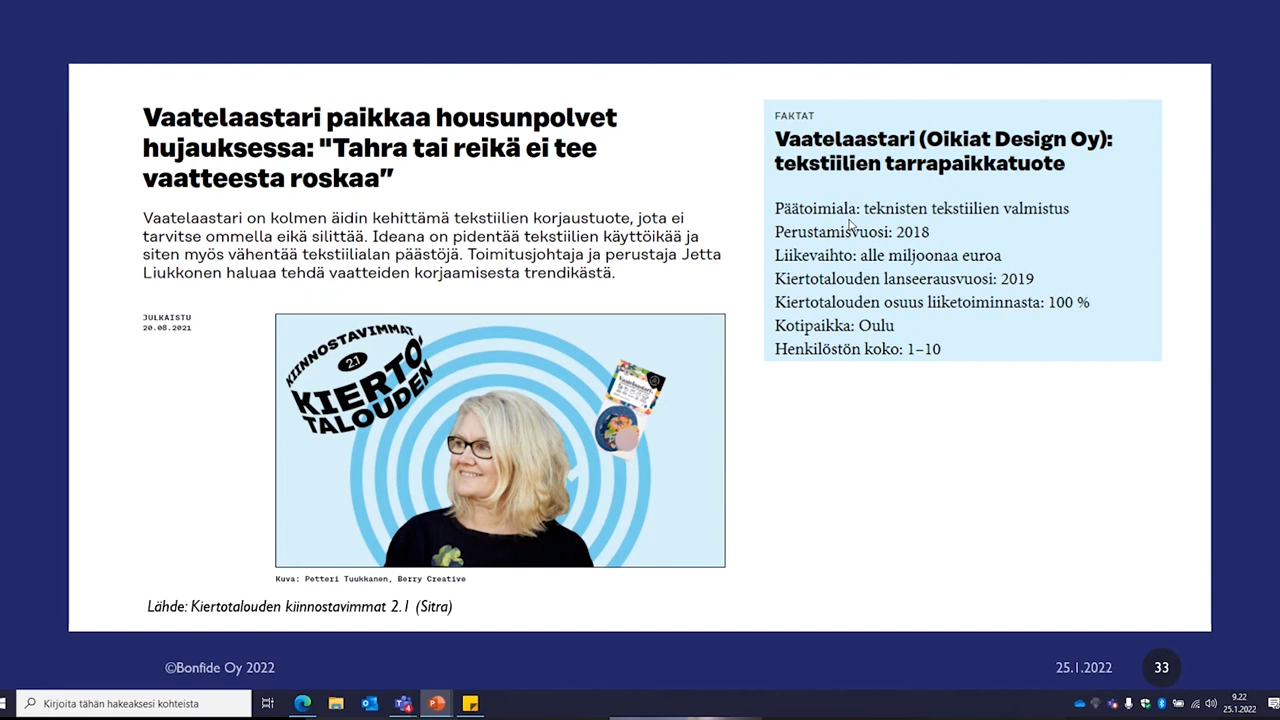 Vaatelaastari paikkaa housunpolvet
hujauksessa: "Tahra tai reikä ei tee
vaatteesta roskaa”
Vaatelaastari on kolmen äidin kehittämä tekstiilien korjaustuote, jota ei
tarvitse ommella eikä silittää. Ideana on pidentää tekstiilien käyttöikää ja
siten myös vähentää tekstiilialan päästöjä. Toimitusjohtaja ja perustaja Jetta
Liukkonen haluaa tehdä vaatteiden korjaamisesta trendikästä.
JULKAISTU
20.08.2021
KIINNOSTAVIMMAT
2.1
KIERTO
TALOUDEN
Vaatelaastari
Kuva: Petteri Tuukkanen, Berry Creative
Lähde: Kiertotalouden kiinnostavimmat 2.1 (Sitra)
FAKTAT
Vaatelaastari (Oikiat Design Oy):
tekstiilien tarrapaikkatuote
Päätoimiala: teknisten tekstiilien valmistus
Perustamisvuosi: 2018
Liikevaihto: alle miljoonaa euroa
Kiertotalouden lanseerausvuosi: 2019
Kiertotalouden osuus liiketoiminnasta: 100 %
Kotipaikka: Oulu
Henkilöstön koko: 1–10
©Bonfide Oy 2022
25.1.2022
33
Kirjoita tähän hakeaksesi kohteista
9.22
25.1.2022